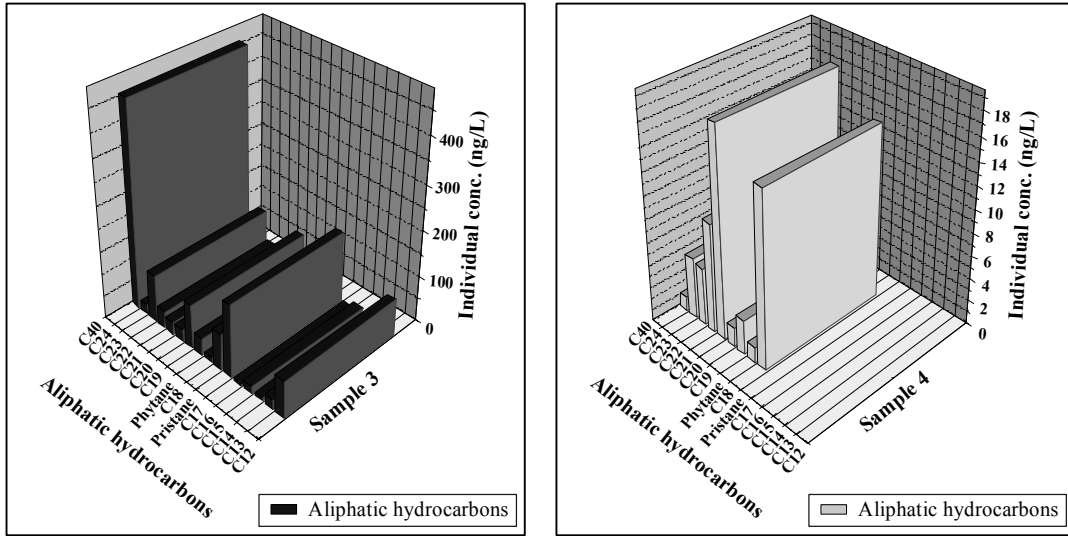 400
300
200
100
0
Individual conc. (ng/L)
C40
C24
C23
C22
C21
C20
C19
C18
Phytane
C17
Pristane
C16
C15
C14
C13
C12
Aliphatic hydrocarbons
Sample 3
Aliphatic hydrocarbons
18
16
14
12
10
8
6
4
2
0
Individual conc. (ng/L)
C40
C24
C23
C22
C21
C20
C19
Phytane
C18
Pristane
C17
C16
C15
C14
C13
C12
Aliphatic hydrocarbons
Sample 4
Aliphatic hydrocarbons